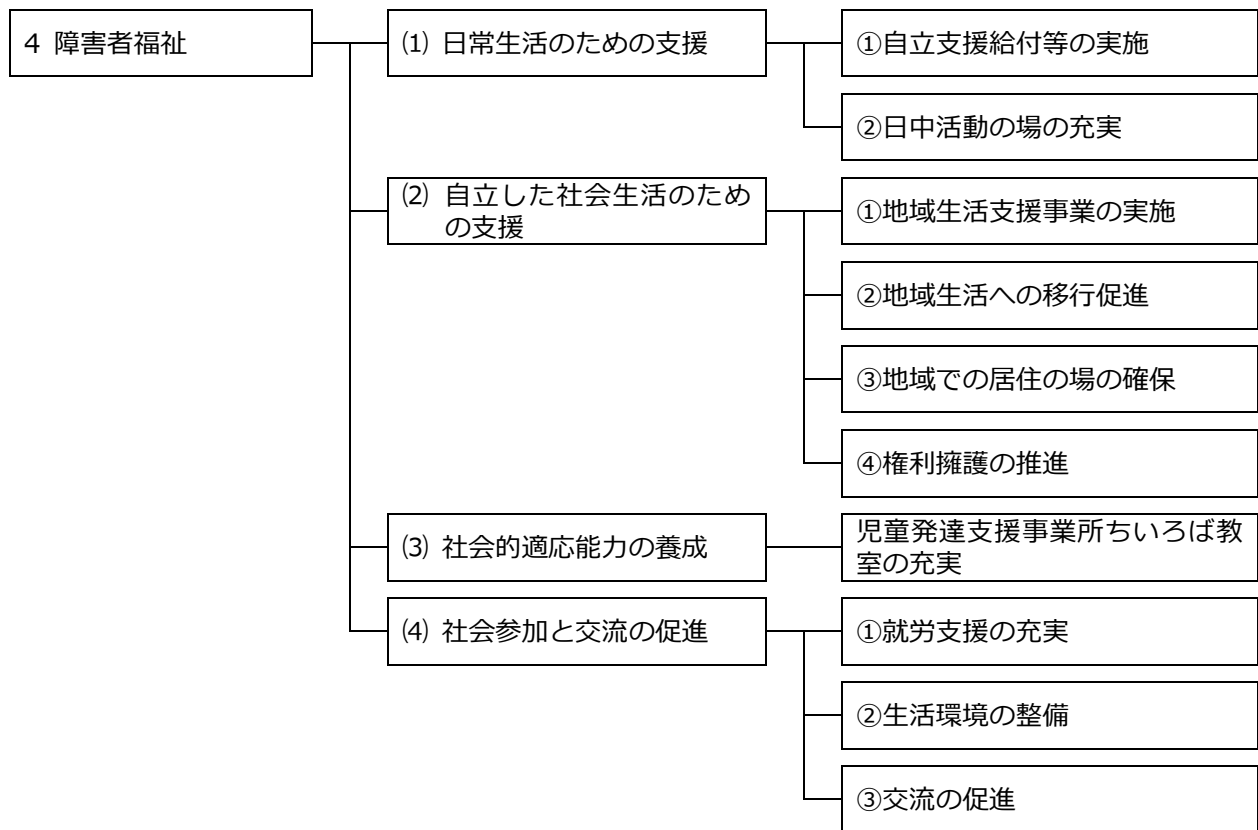 4 障害者福祉
⑴ 日常生活のための支援
①自立支援給付等の実施
②日中活動の場の充実
⑵ 自立した社会生活のため
の支援
①地域生活支援事業の実施
②地域生活への移行促進
③地域での居住の場の確保
④権利擁護の推進
⑶ 社会的適応能力の養成
児童発達支援事業所ちいろば教
室の充実
⑷ 社会参加と交流の促進
①就労支援の充実
②生活環境の整備
③交流の促進